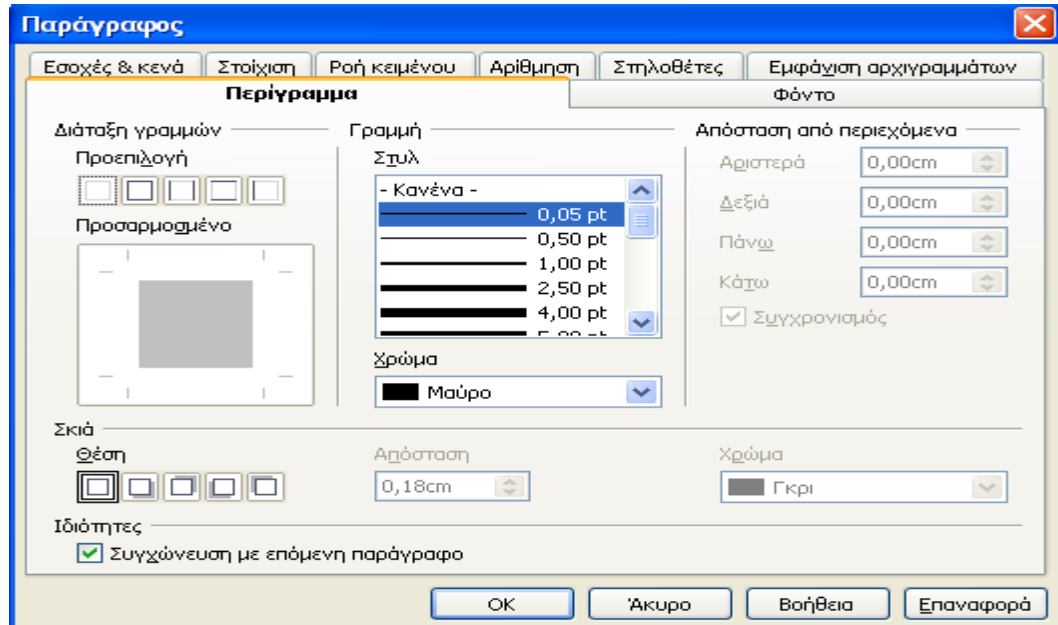 Παράγραφος
Εσοχές & κενά Στοίχιση Ροή κειμένου Αρίθμηση Στηλοθέτες Εμφάνιση αρχιγραμμάτων
Περίγραμμα Φόντο
Διάταξη γραμμών Γραμμή Απόσταση από περιεχόμενα
Προεπιλογή Στυλ Αριστερά 0,00cm
- Κανένα -
0,05 pt Δεξιά 0,00cm
Προσαρμοσμένο 0,50 pt Πάνω 0,00cm
1,00 pt
2,50 pt Κάτω 0,00cm
4,00 pt Συγχρονισμός
5,00 pt
Χρώμα
Μαύρο
Σκιά
Θέση Απόσταση Χρώμα
0,18cm Γκρι
Ιδιότητες
Συγχώνευση με επόμενη παράγραφο
OK Άκυρο Βοήθεια Επαναφορά